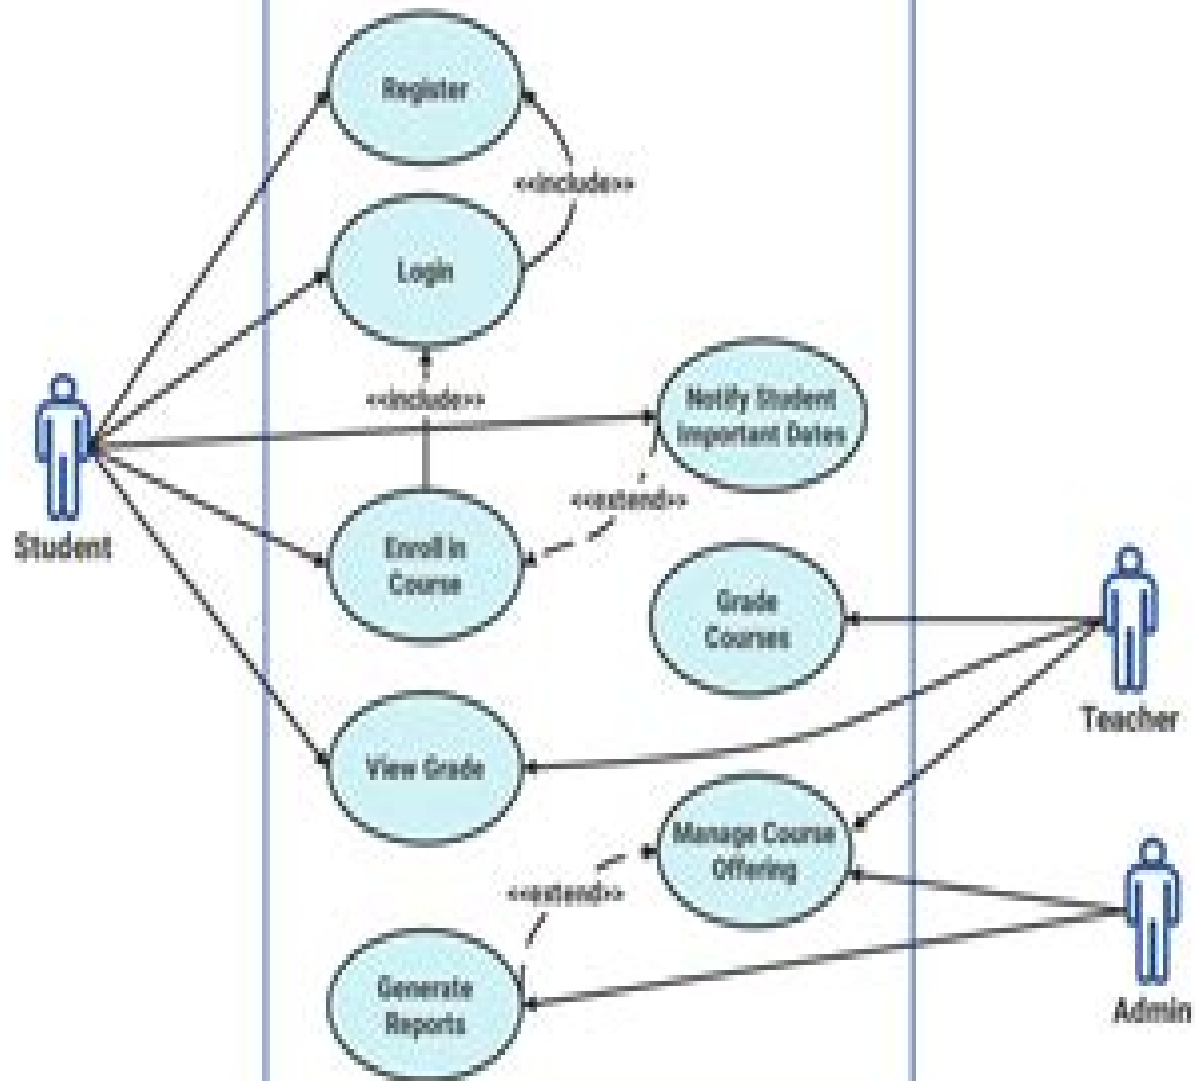 Register
<<include>>
Login
<<include>>
Notify Student
Important Dates
<<extend>>
Student
Enroll in
Course
Grade
Courses
Teacher
View Grade
Manage Course
Offering
<<extend>>
Generate
Reports
Admin